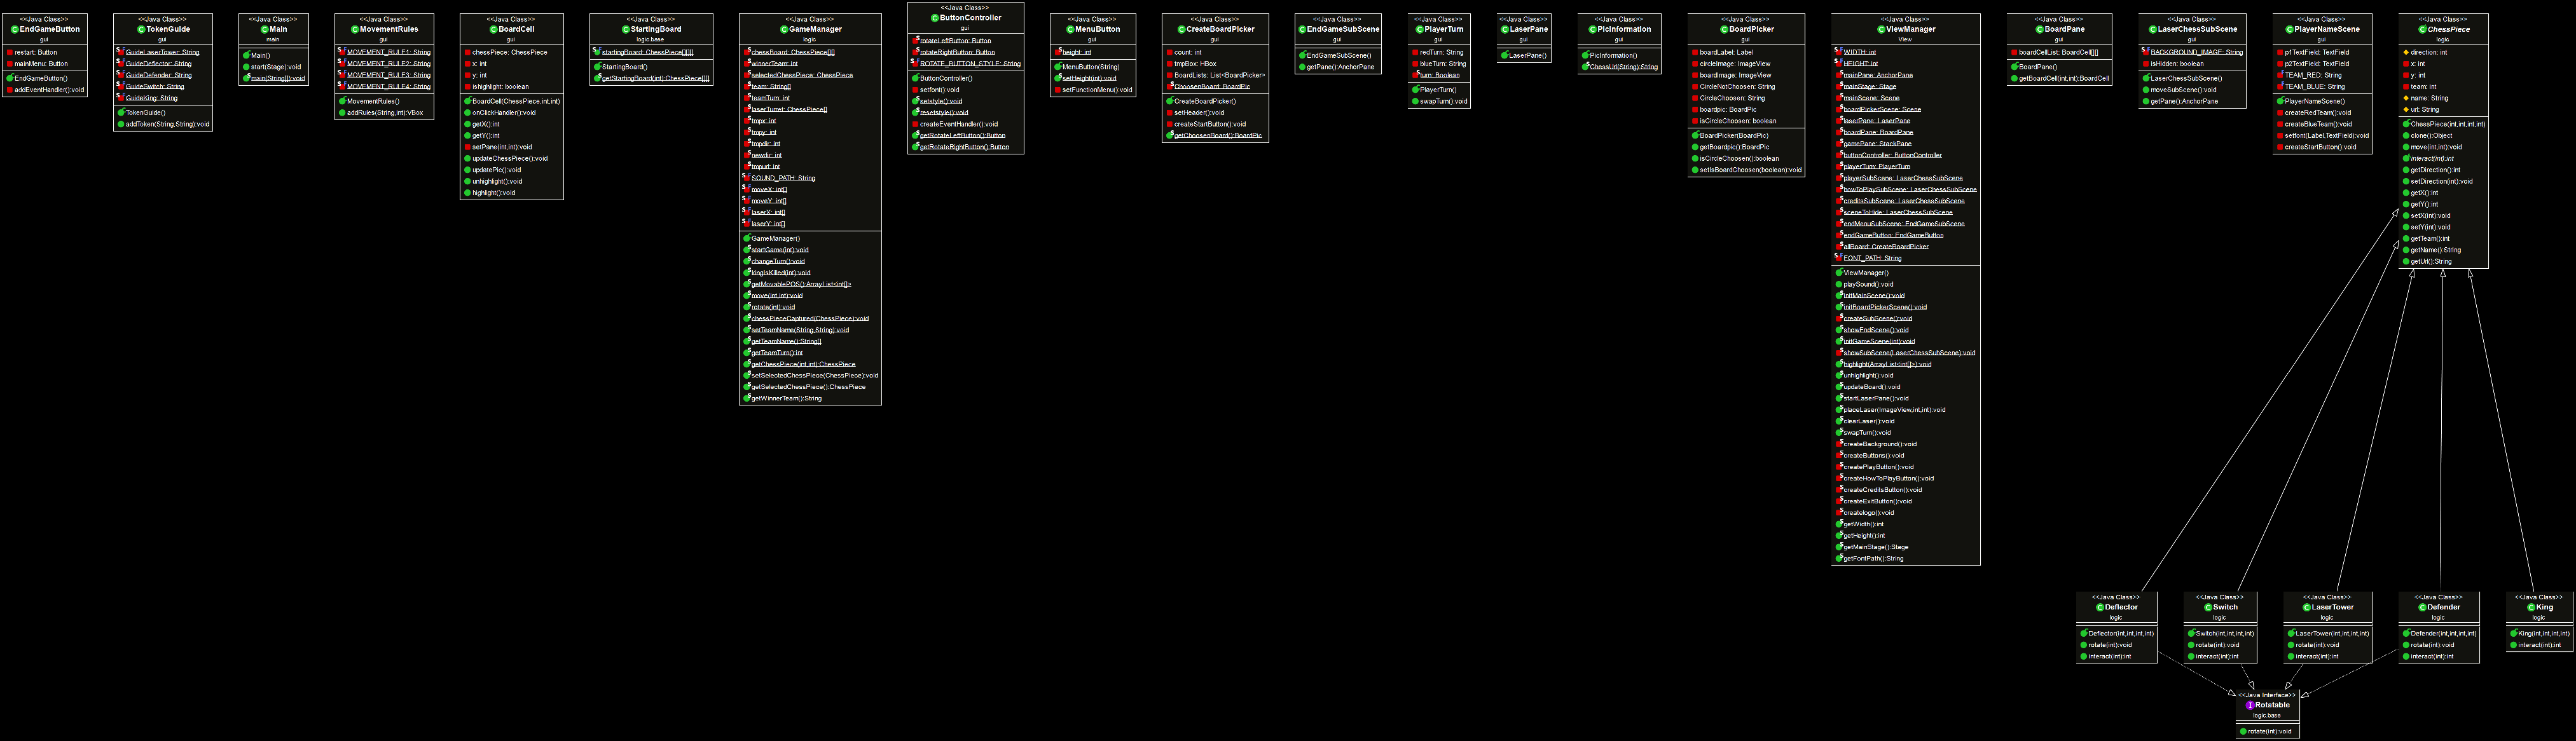 <<Java Class>>
EndGameButton
gui
restart: Button
mainMenu: Button
EndGameButton()
addEventHandler():void
<<Java Class>>
TokenGuide
gui
GuideLaserTower: String
GuideDeflector: String
GuideDefender: String
GuideSwitch: String
GuideKing: String
TokenGuide()
addToken(String,String):void
<<Java Class>>
Main
main
Main()
start(Stage):void
main(String[]):void
<<Java Class>>
MovementRules
gui
MOVEMENT_RULE1: String
MOVEMENT_RULE2: String
MOVEMENT_RULE3: String
MOVEMENT_RULE4: String
MovementRules()
addRules(String,int):VBox
<<Java Class>>
BoardCell
gui
chessPiece: ChessPiece
x: int
y: int
ishighlight: boolean
BoardCell(ChessPiece,int,int)
onClickHandler():void
getX():int
getY():int
setPane(int,int):void
updateChessPiece():void
updatePic():void
unhighlight():void
highlight():void
<<Java Class>>
StartingBoard
logic.base
startingBoard: ChessPiece[][][]
StartingBoard()
getStartingBoard(int):ChessPiece[][]
<<Java Class>>
GameManager
logic
chessBoard: ChessPiece[][]
winnerTeam: int
selectedChessPiece: ChessPiece
team: String[]
teamTurn: int
laserTurret: ChessPiece[]
tmpx: int
tmpy: int
tmpdir: int
newdir: int
tmpurl: int
SOUND_PATH: String
moveX: int[]
moveY: int[]
laserX: int[]
laserY: int[]
GameManager()
startGame(int):void
changeTurn():void
kingIsKilled(int):void
getMovablePOS():ArrayList<int[]>
move(int,int):void
rotate(int):void
chessPieceCaptured(ChessPiece):void
setTeamName(String,String):void
getTeamName():String[]
getTeamTurn():int
getChessPiece(int,int):ChessPiece
setSelectedChessPiece(ChessPiece):void
getSelectedChessPiece():ChessPiece
getWinnerTeam():String
<<Java Class>>
ButtonController
gui
rotateLeftButton: Button
rotateRightButton: Button
ROTATE_BUTTON_STYLE: String
ButtonController()
setfont():void
setstyle():void
resetstyle():void
createEventHandler():void
getRotateLeftButton():Button
getRotateRightButton():Button
<<Java Class>>
MenuButton
gui
height: int
MenuButton(String)
setHeight(int):void
setFunctionMenu():void
<<Java Class>>
CreateBoardPicker
gui
count: int
tmpBox: HBox
BoardLists: List<BoardPicker>
ChoosenBoard: BoardPic
CreateBoardPicker()
setHeader():void
createStartButton():void
getChoosenBoard():BoardPic
<<Java Class>>
EndGameSubScene
gui
EndGameSubScene()
getPane():AnchorPane
<<Java Class>>
PlayerTurn
gui
redTurn: String
blueTurn: String
turn: Boolean
PlayerTurn()
swapTurn():void
<<Java Class>>
LaserPane
gui
LaserPane()
<<Java Class>>
PicInformation
gui
PicInformation()
ChessUrl(String):String
<<Java Class>>
BoardPicker
gui
boardLabel: Label
circleImage: ImageView
boardImage: ImageView
CircleNotChoosen: String
CircleChoosen: String
boardpic: BoardPic
isCircleChoosen: boolean
BoardPicker(BoardPic)
getBoardpic():BoardPic
isCircleChoosen():boolean
setIsBoardChoosen(boolean):void
<<Java Class>>
ViewManager
View
WIDTH: int
HEIGHT: int
mainPane: AnchorPane
mainStage: Stage
mainScene: Scene
boardPickerScene: Scene
laserPane: LaserPane
boardPane: BoardPane
gamePane: StackPane
buttonController: ButtonController
playerTurn: PlayerTurn
playerSubScene: LaserChessSubScene
howToPlaySubScene: LaserChessSubScene
creditsSubScene: LaserChessSubScene
sceneToHide: LaserChessSubScene
endMenuSubScene: EndGameSubScene
endGameButton: EndGameButton
allBoard: CreateBoardPicker
FONT_PATH: String
ViewManager()
playSound():void
initMainScene():void
initBoardPickerScene():void
createSubScene():void
showEndScene():void
initGameScene(int):void
showSubScene(LaserChessSubScene):void
highlight(ArrayList<int[]>):void
unhighlight():void
updateBoard():void
startLaserPane():void
placeLaser(ImageView,int,int):void
clearLaser():void
swapTurn():void
createBackground():void
createButtons():void
createPlayButton():void
createHowToPlayButton():void
createCreditsButton():void
createExitButton():void
createlogo():void
getWidth():int
getHeight():int
getMainStage():Stage
getFontPath():String
<<Java Class>>
BoardPane
gui
boardCellList: BoardCell[][]
BoardPane()
getBoardCell(int,int):BoardCell
<<Java Class>>
LaserChessSubScene
gui
BACKGROUND_IMAGE: String
isHidden: boolean
LaserChessSubScene()
moveSubScene():void
getPane():AnchorPane
<<Java Class>>
PlayerNameScene
gui
p1TextField: TextField
p2TextField: TextField
TEAM_RED: String
TEAM_BLUE: String
PlayerNameScene()
createRedTeam():void
createBlueTeam():void
setfont(Label,TextField):void
createStartButton():void
<<Java Class>>
ChessPiece
logic
direction: int
x: int
y: int
team: int
name: String
url: String
ChessPiece(int,int,int,int)
clone():Object
move(int,int):void
interact(int):int
getDirection():int
setDirection(int):void
getX():int
getY():int
setX(int):void
setY(int):void
getTeam():int
getName():String
getUrl():String
<<Java Class>>
Deflector
logic
Deflector(int,int,int,int)
rotate(int):void
interact(int):int
<<Java Class>>
Switch
logic
Switch(int,int,int,int)
rotate(int):void
interact(int):int
<<Java Class>>
LaserTower
logic
LaserTower(int,int,int,int)
rotate(int):void
interact(int):int
<<Java Class>>
Defender
logic
Defender(int,int,int,int)
rotate(int):void
interact(int):int
<<Java Class>>
King
logic
King(int,int,int,int)
interact(int):int
<<Java Interface>>
Rotatable
logic.base
rotate(int):void